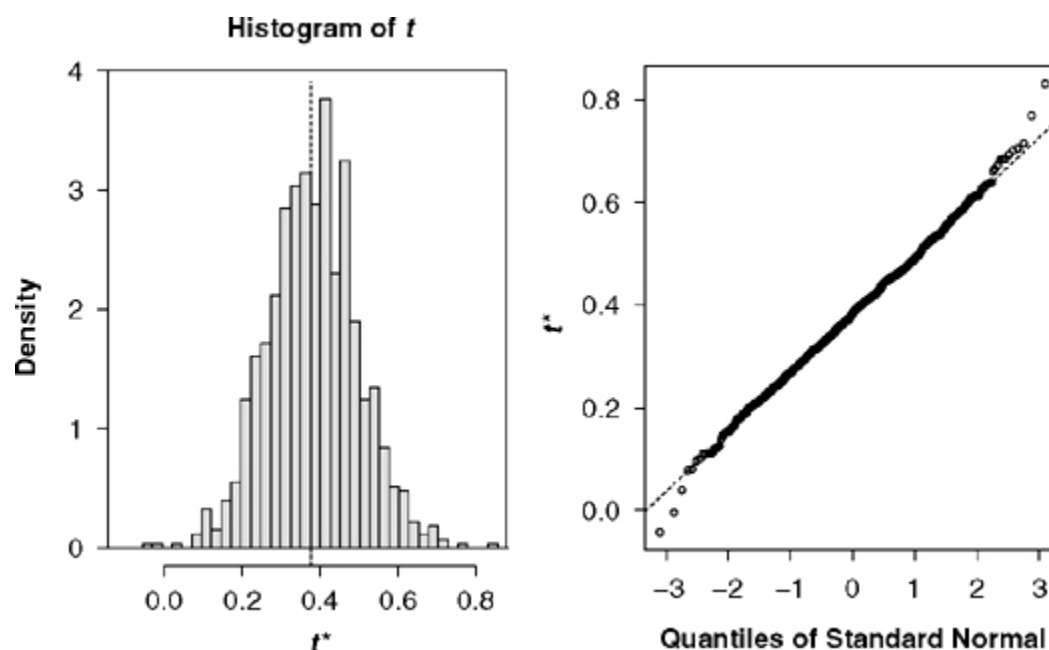 Histogram of t
4
3
2
1
0
Density
0.0 0.2 0.4 0.6 0.8
t*
0.8
0.6
0.4
0.2
0.0
t*
−3 −2 −1 0 1 2 3
Quantiles of Standard Normal